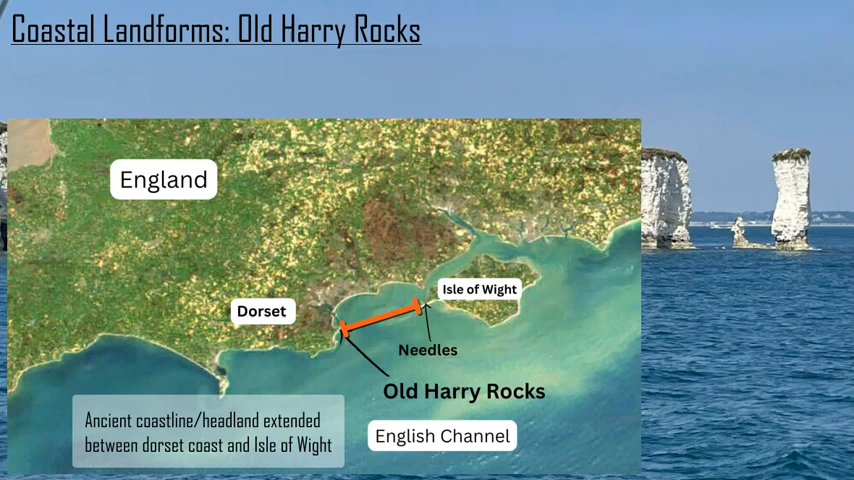 Coastal Landforms: Old Harry Rocks
England
Isle of Wight
Dorset
Needles
Old Harry Rocks
Ancient coastline/headland extended
between dorset coast and Isle of Wight
English Channel